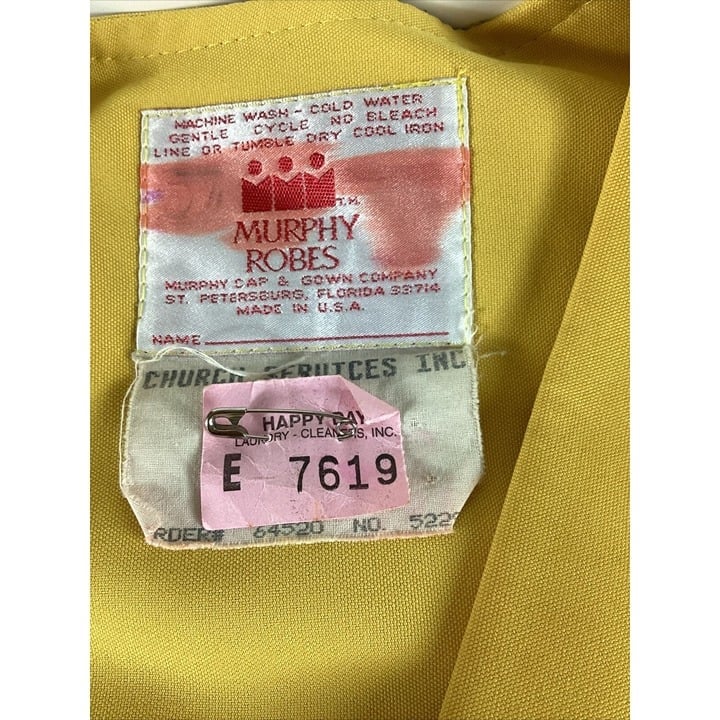 MACHINE WASH - COLD WATER
GENTLE CYCLE NO BLEACH
LINE OR TUMBLE DRY COOL IRON
T.M.
MURPHY
ROBES
MURPHY CAP & GOWN COMPANY
ST. PETERSBURG, FLORIDA 33714
MADE IN U.S.A.
NAME
CHURCH SERVICES INC
HAPPY DAY
LAUNDRY - CLEANERS, INC.
E 7619
RDER# 64520 NO. 522